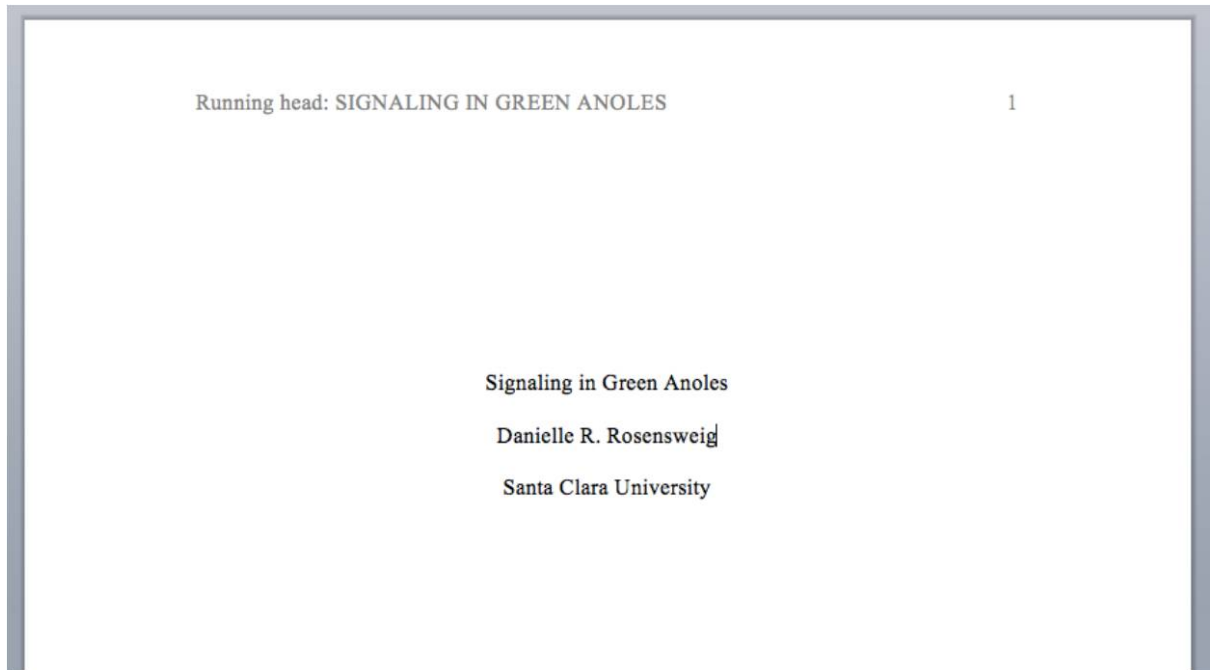 Running head: SIGNALING IN GREEN ANOLES 1
Signaling in Green Anoles
Danielle R. Rosensweig
Santa Clara University